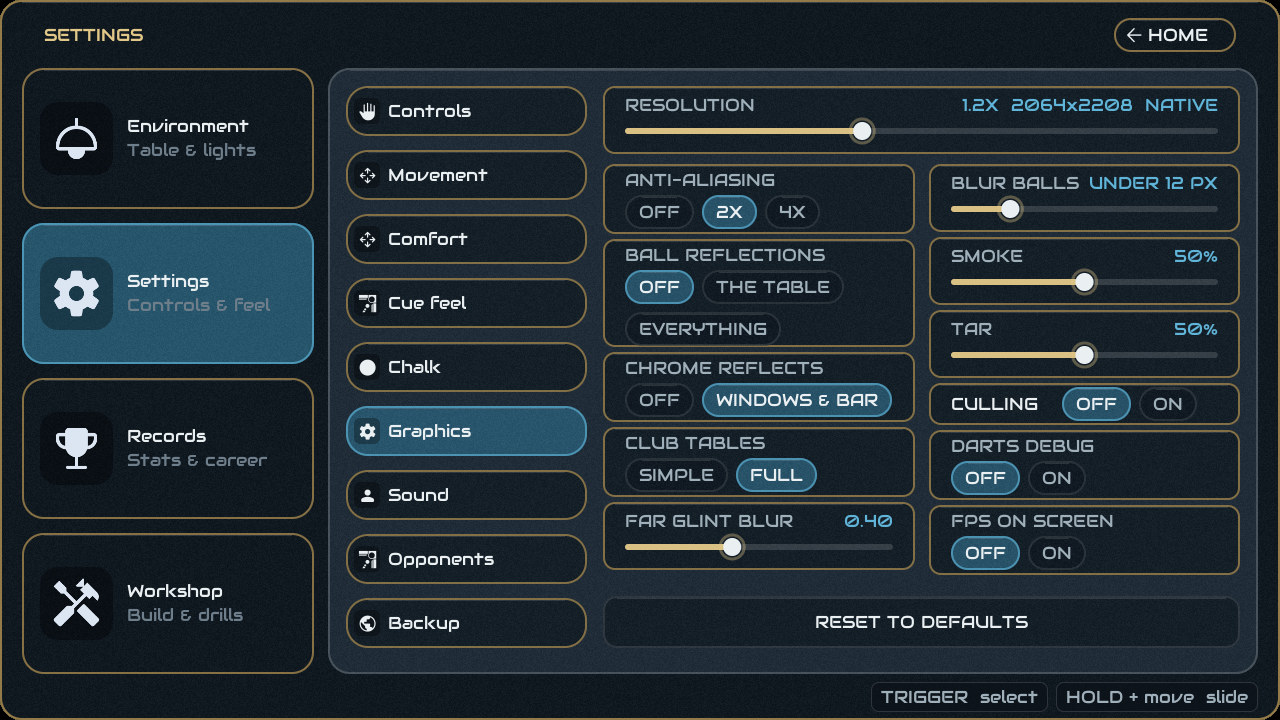 SETTINGS
← HOME
Environment
Table & lights
Settings
Controls & feel
Records
Stats & career
Workshop
Build & drills
Controls
Movement
Comfort
Cue feel
Chalk
Graphics
Sound
Opponents
Backup
RESOLUTION 1.2X 2064x2208 NATIVE
ANTI-ALIASING
OFF 2X 4X
BALL REFLECTIONS
OFF THE TABLE
EVERYTHING
CHROME REFLECTS
OFF WINDOWS & BAR
CLUB TABLES
SIMPLE FULL
FAR GLINT BLUR 0.40
BLUR BALLS UNDER 12 PX
SMOKE 50%
TAR 50%
CULLING OFF ON
DARTS DEBUG
OFF ON
FPS ON SCREEN
OFF ON
RESET TO DEFAULTS
TRIGGER select HOLD + move slide